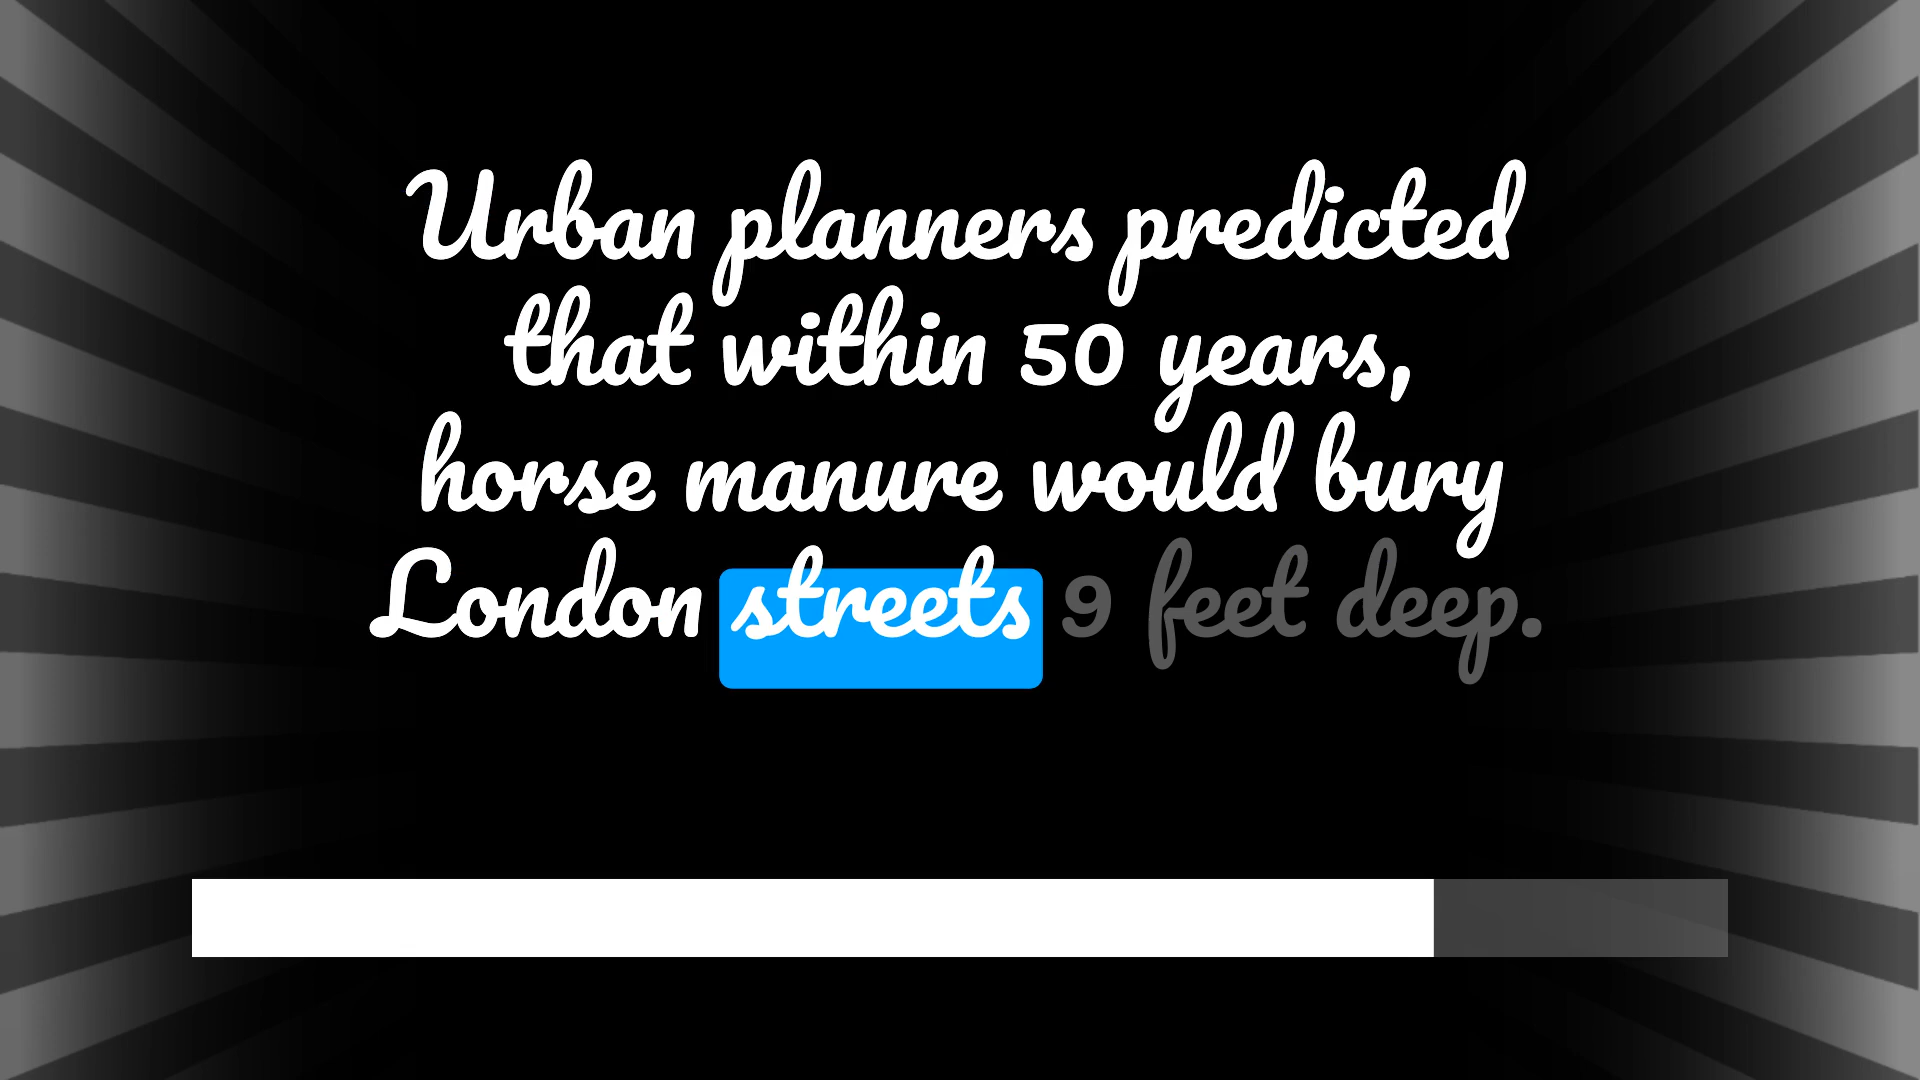 Urban planners predicted
that within 50 years,
horse manure would bury
London streets 9 feet deep.